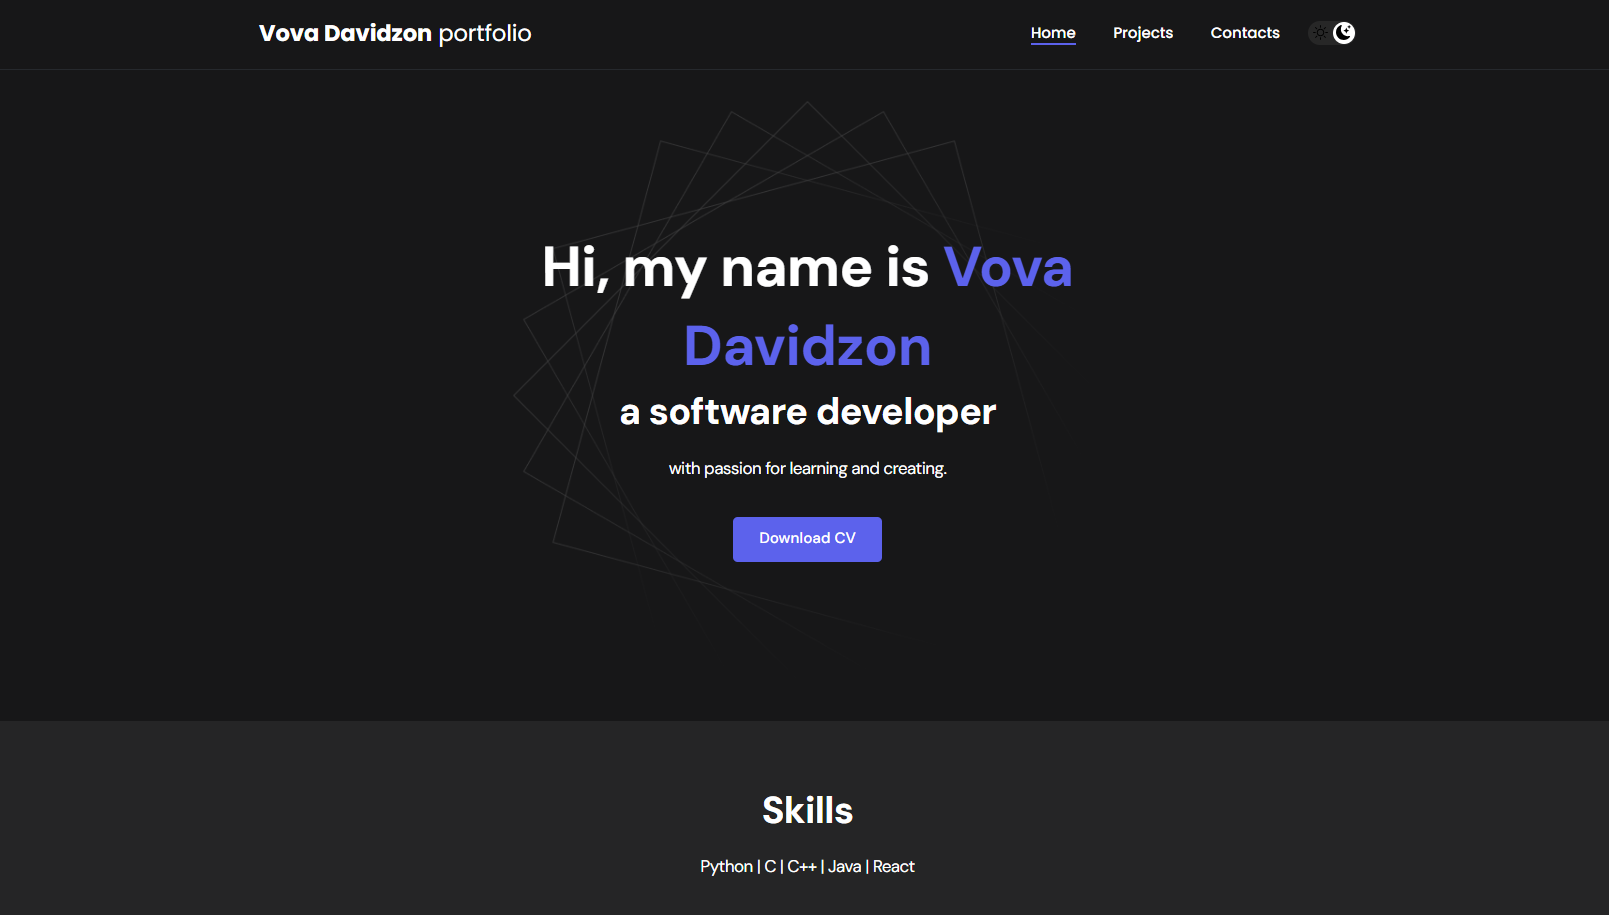 Vova Davidzon portfolio
Home Projects Contacts
Hi, my name is Vova
Davidzon
a software developer
with passion for learning and creating.
Download CV
Skills
Python | C | C++ | Java | React